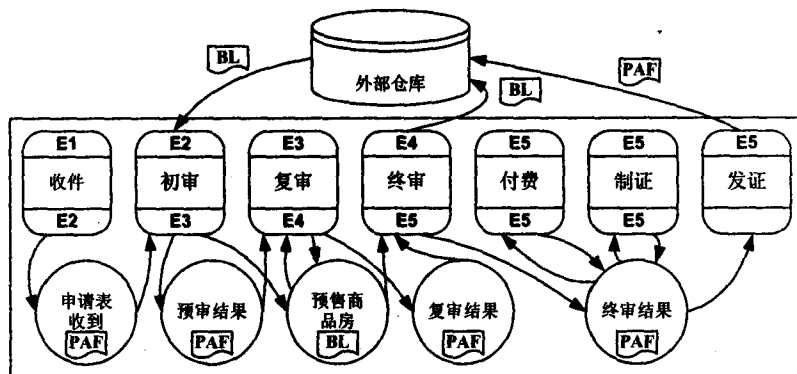 BL
PAF
外部仓库
BL
E1
E2
E3
E4
E5
E5
E5
收件
初审
复审
终审
付费
制证
发证
E2
E3
E4
E5
E5
E5
申请表
收到
PAF
预审结果
PAF
预售商
品房
BL
复审结果
PAF
终审结果
PAF